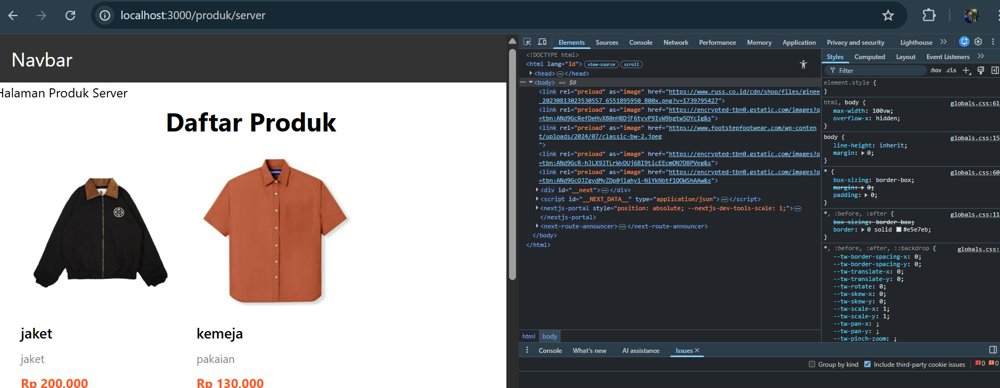 localhost:3000/produk/server
Navbar
Halaman Produk Server
Daftar Produk
jaket
jaket
Rp 200.000
kemeja
pakaian
Rp 130.000
Elements Sources Console Network Performance Memory Application Privacy and security Lighthouse
<!DOCTYPE html>
<html lang="Id"> view-source scroll
<head> ⋯ </head>
<body> == $0
<link rel="preload" as="image" href="https://www.russ.co.id/cdn/shop/files/ginee
_20230813023530557_6551895950_800x.png?v=1739795427">
<link rel="preload" as="image" href="https://encrypted-tbn0.gstatic.com/images?q
=tbn:ANd9GcRefDeHvX80nH8DjF6tyvP9IvW9bgtwSOYcIg&s">
<link rel="preload" as="image" href="https://www.footstepfootwear.com/wp-conten
t/uploads/2024/07/classic-bw-2.jpeg
">
<link rel="preload" as="image" href="https://encrypted-tbn0.gstatic.com/images?q
=tbn:ANd9GcR-hJLX9JTLrWyDUj6BI9ticEEcmQN7D8PVeg&s">
<link rel="preload" as="image" href="https://encrypted-tbn0.gstatic.com/images?q
=tbn:ANd9GcQJZgydMyZDp0jlahy1-NiYkNbtf1QOWShAAw&s">
<div id="__next"> ⋯ </div>
<script id="__NEXT_DATA__" type="application/json"> ⋯ </script>
<nextjs-portal style="position: absolute; --nextjs-dev-tools-scale: 1;"> ⋯
</nextjs-portal>
<next-route-announcer> ⋯ </next-route-announcer>
</body>
</html>
html body
Styles Computed Layout Event Listeners
Filter :hov .cls
element.style {
}
html, body { globals.css:61
max-width: 100vw;
overflow-x: hidden;
}
body { globals.css:15
line-height: inherit;
margin: 0;
}
* { globals.css:60
box-sizing: border-box;
margin: 0;
padding: 0;
}
*, :before, :after { globals.css:11
box-sizing: border-box;
border: 0 solid #e5e7eb;
}
*, :before, :after, ::backdrop { globals.css:
--tw-border-spacing-x: 0;
--tw-border-spacing-y: 0;
--tw-translate-x: 0;
--tw-translate-y: 0;
--tw-rotate: 0;
--tw-skew-x: 0;
--tw-skew-y: 0;
--tw-scale-x: 1;
--tw-scale-y: 1;
--tw-pan-x: ;
--tw-pan-y: ;
--tw-pinch-zoom: ;
Console What's new AI assistance Issues
Group by kind Include third-party cookie issues 0 0